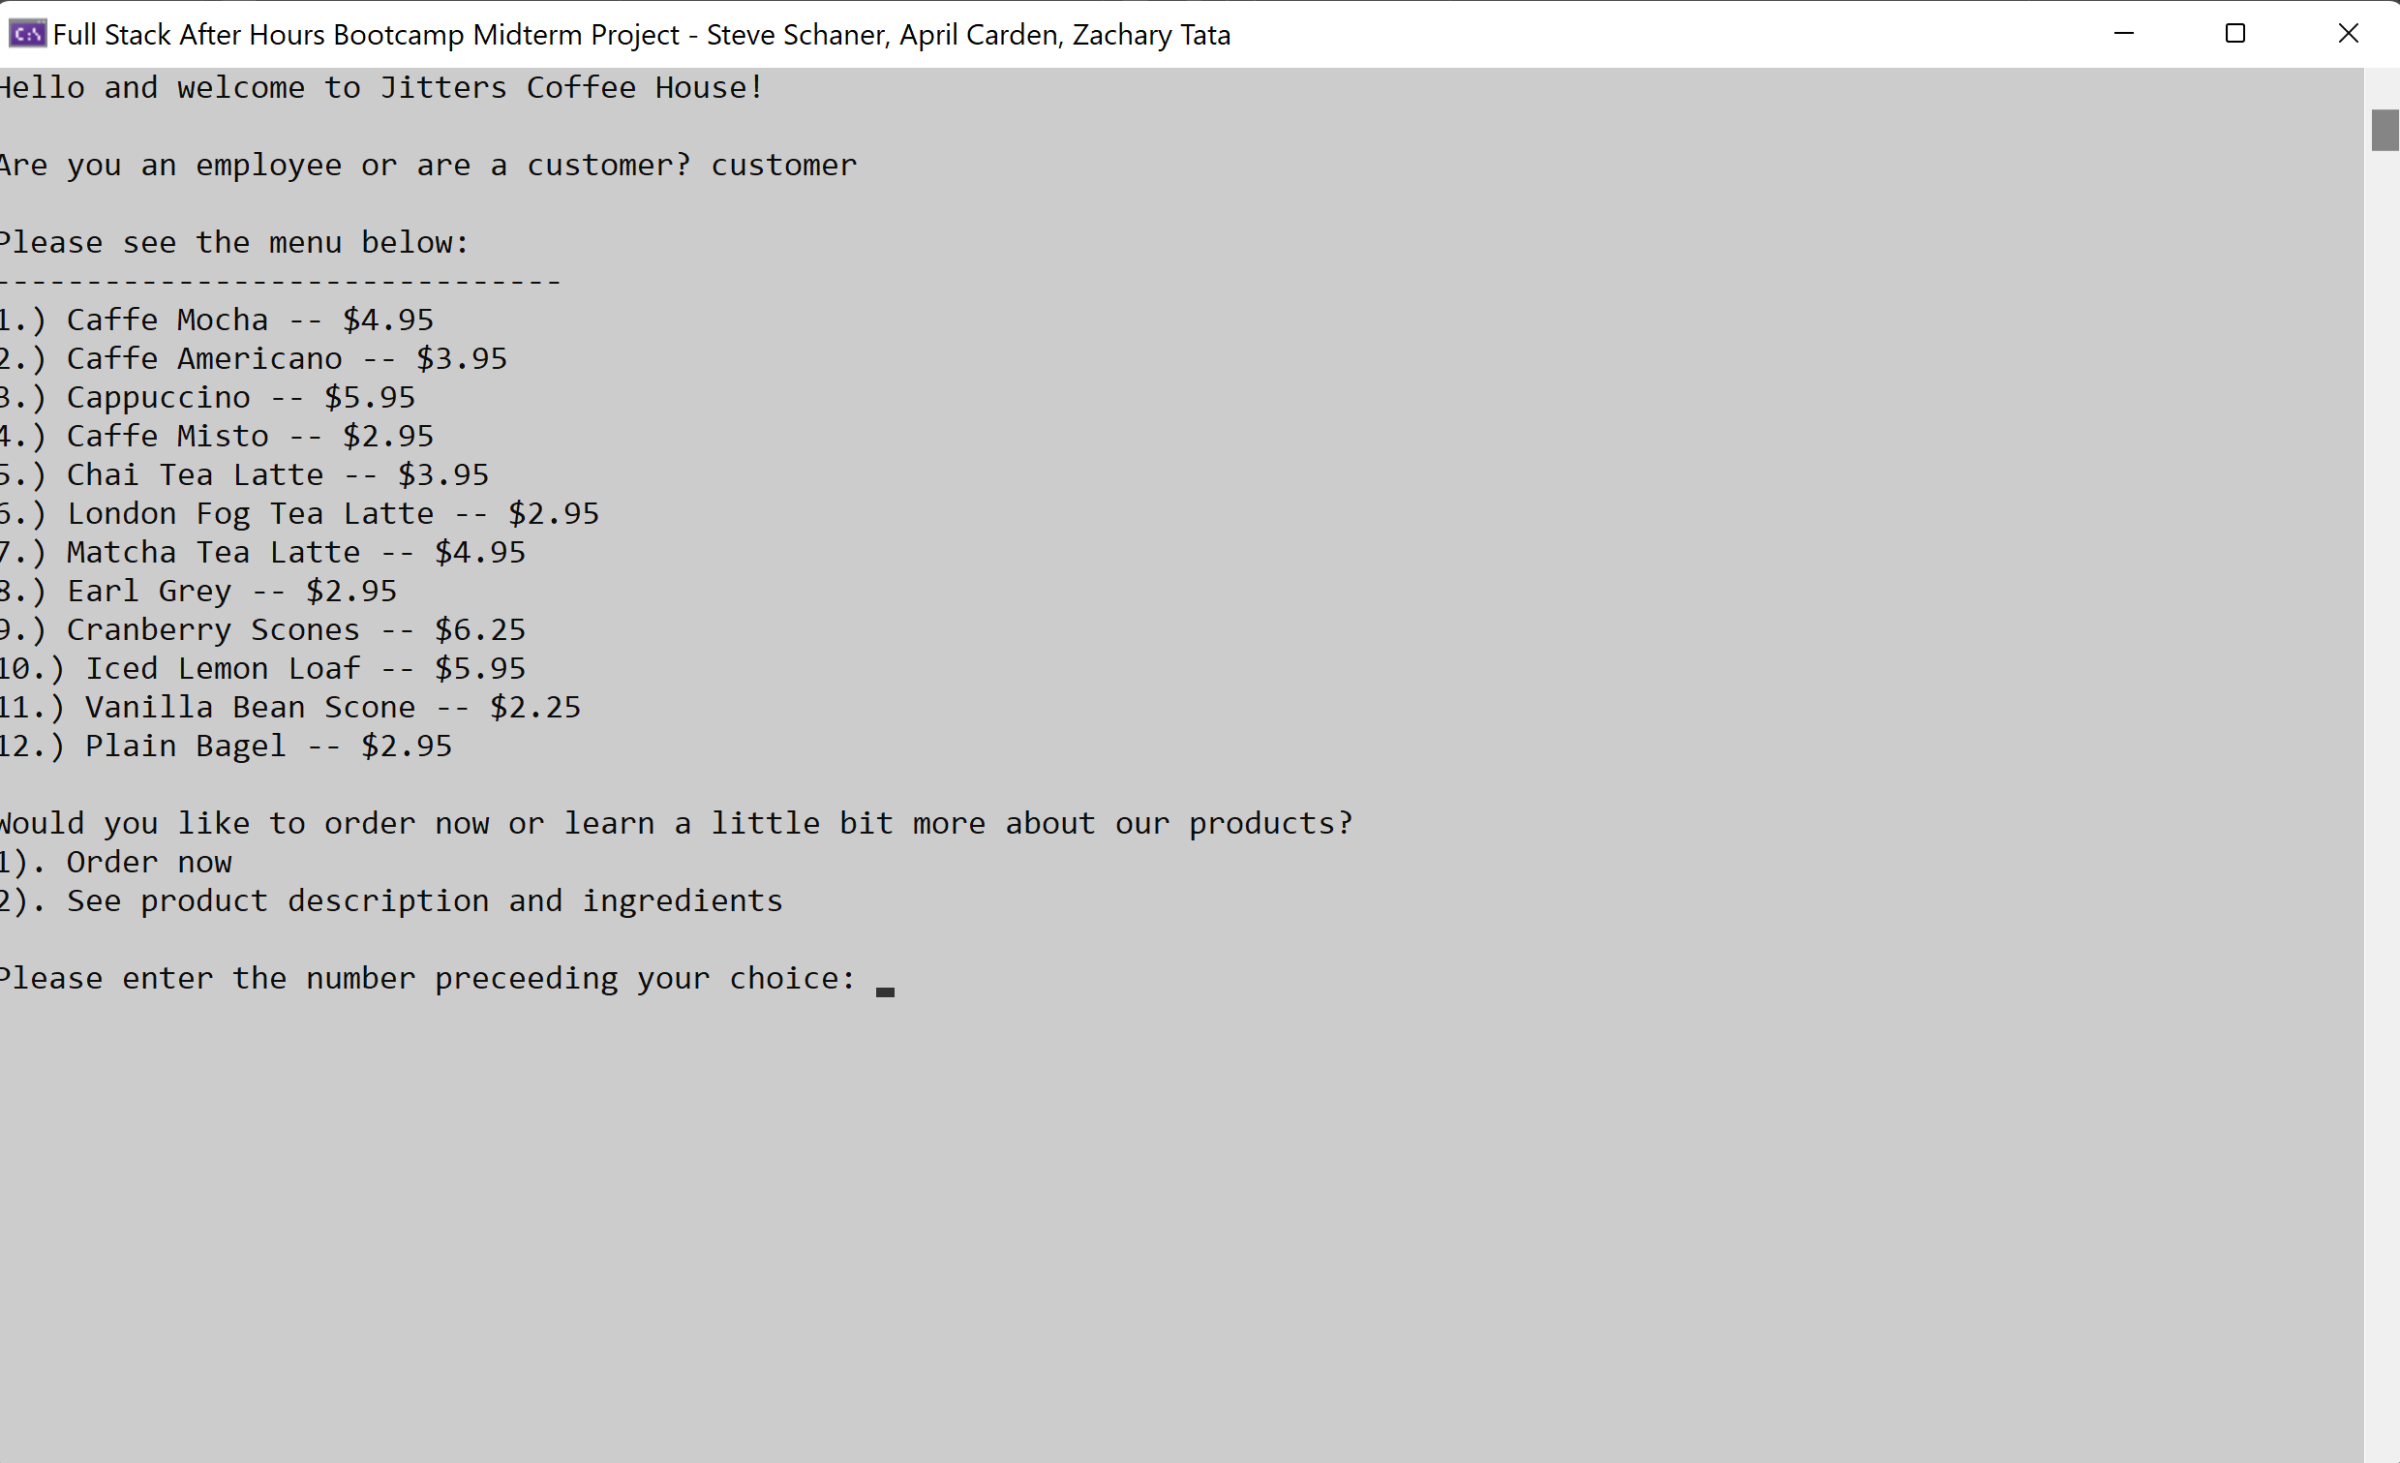 C:\ Full Stack After Hours Bootcamp Midterm Project - Steve Schaner, April Carden, Zachary Tata
Hello and welcome to Jitters Coffee House!
Are you an employee or are a customer? customer
Please see the menu below:
-------------------------------
1.) Caffe Mocha -- $4.95
2.) Caffe Americano -- $3.95
3.) Cappuccino -- $5.95
4.) Caffe Misto -- $2.95
5.) Chai Tea Latte -- $3.95
6.) London Fog Tea Latte -- $2.95
7.) Matcha Tea Latte -- $4.95
8.) Earl Grey -- $2.95
9.) Cranberry Scones -- $6.25
10.) Iced Lemon Loaf -- $5.95
11.) Vanilla Bean Scone -- $2.25
12.) Plain Bagel -- $2.95
Would you like to order now or learn a little bit more about our products?
1). Order now
2). See product description and ingredients
Please enter the number preceeding your choice: